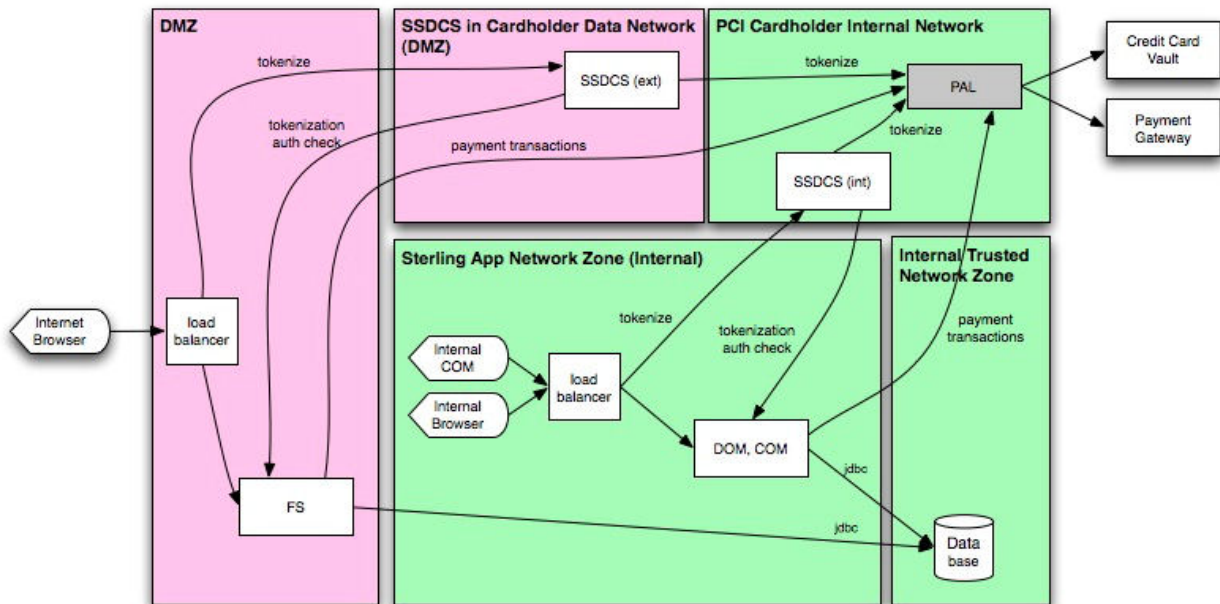 DMZ
SSDCS in Cardholder Data Network
(DMZ)
PCI Cardholder Internal Network
tokenize
SSDCS (ext)
tokenize
PAL
Credit Card
Vault
Payment
Gateway
tokenization
auth check
payment transactions
tokenize
SSDCS (int)
Sterling App Network Zone (Internal)
Internal Trusted
Network Zone
Internet
Browser
load
balancer
tokenize
tokenization
auth check
payment
transactions
Internal
COM
Internal
Browser
load
balancer
DOM, COM
jdbc
FS
jdbc
Data
base